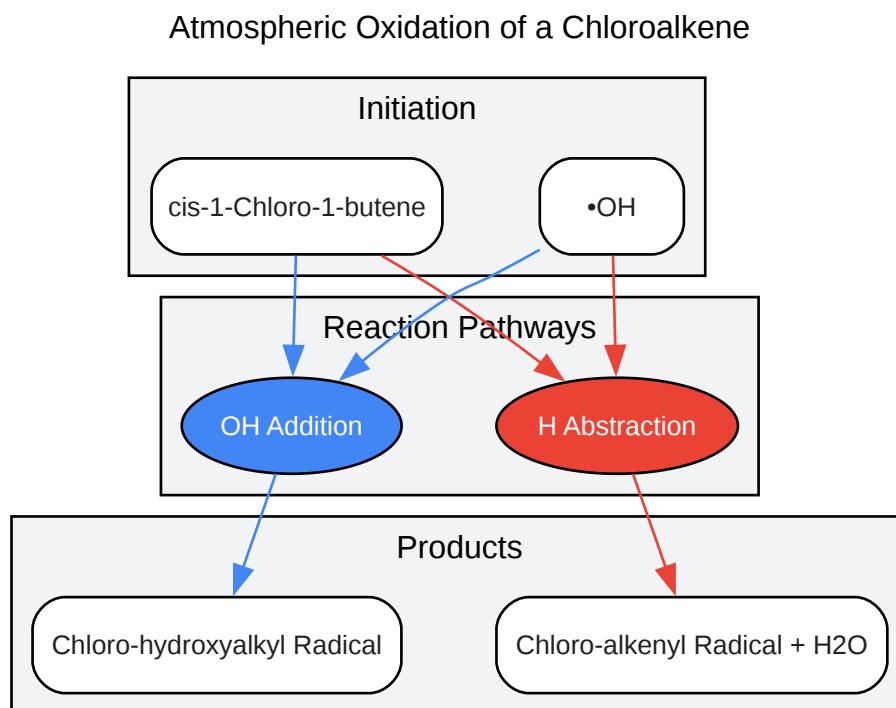 Atmospheric Oxidation of a Chloroalkene
Initiation
cis-1-Chloro-1-butene
•OH
Reaction Pathways
OH Addition
H Abstraction
Products
Chloro-hydroxyalkyl Radical
Chloro-alkenyl Radical + H2O